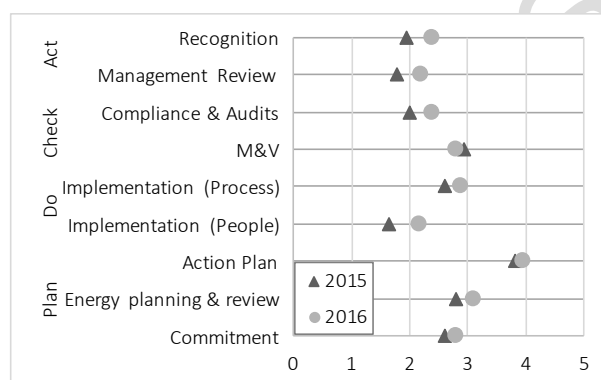 Act
Recognition
Management Review
Check
Compliance & Audits
M&V
Do
Implementation (Process)
Implementation (People)
Plan
Action Plan
Energy planning & review
Commitment
2015
2016
0 1 2 3 4 5